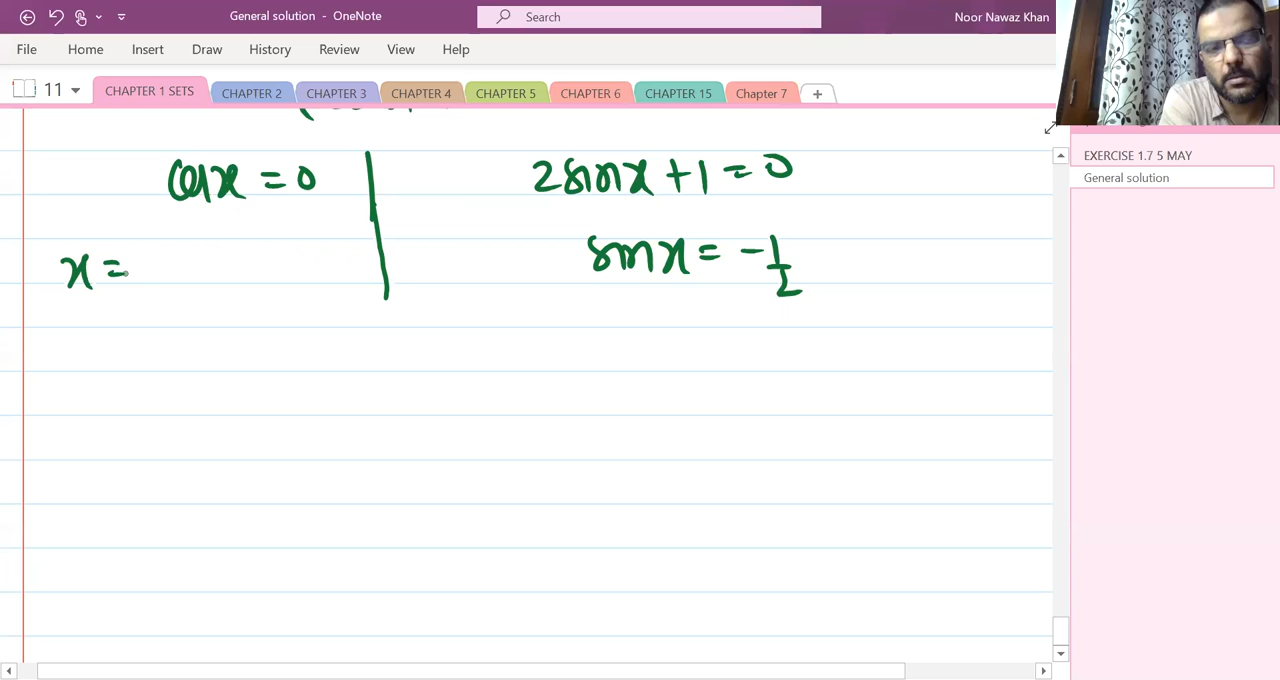 General solution - OneNote
Search
Noor Nawaz Khan
File Home Insert Draw History Review View Help
11 CHAPTER 1 SETS CHAPTER 2 CHAPTER 3 CHAPTER 4 CHAPTER 5 CHAPTER 6 CHAPTER 15 Chapter 7 +
EXERCISE 1.7 5 MAY
General solution
cos x = 0
2 sin x + 1 = 0
sin x = -1/2
x =